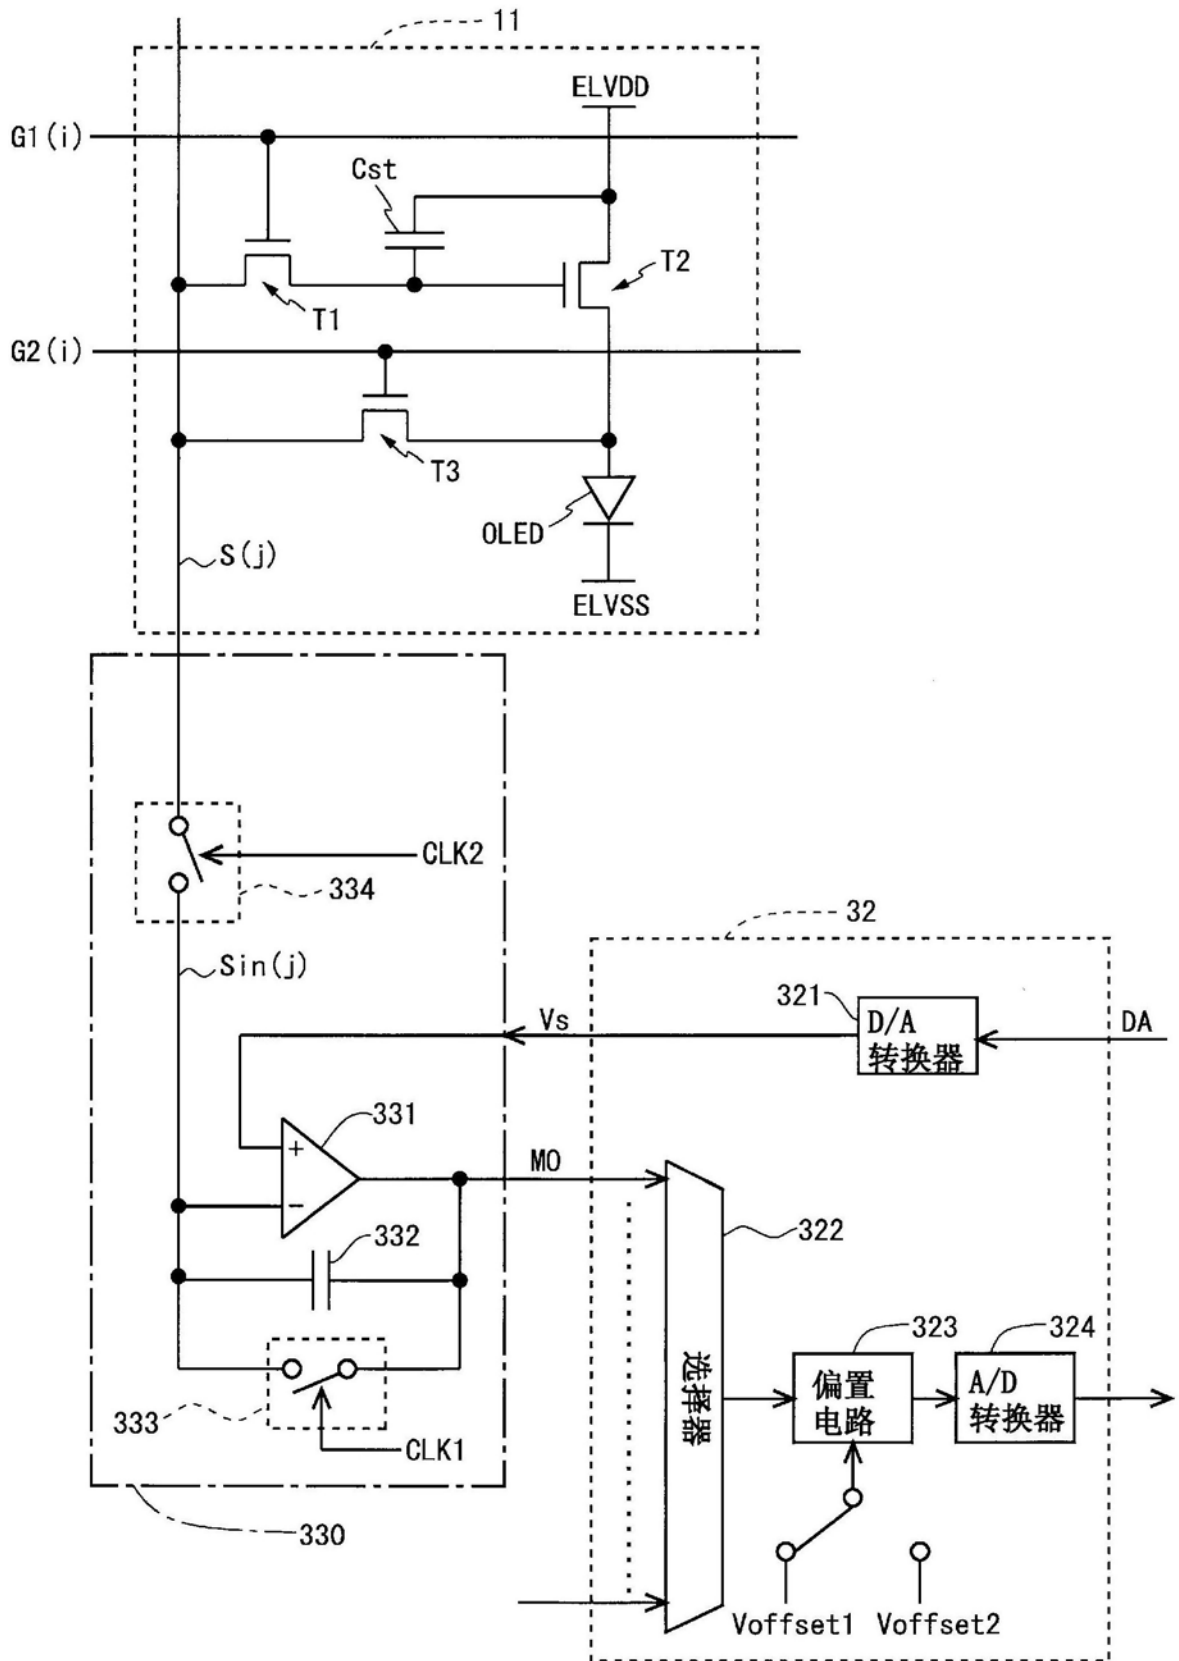 11
ELVDD
G1(i)
Cst
T2
T1
G2(i)
T3
OLED
S(j)
ELVSS
CLK2
334
32
Sin(j)
321
Vs
D/A
转换器
DA
331
MO
332
322
选择器
323
324
偏置
电路
A/D
转换器
333
CLK1
330
Voffset1
Voffset2